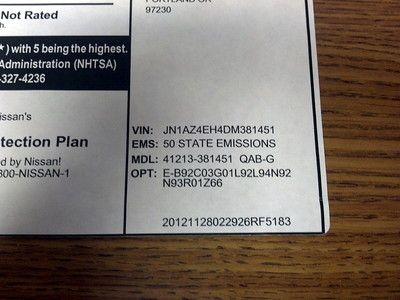 PORTLAND OR
97230
Not Rated
h.
★) with 5 being the highest.
Administration (NHTSA)
-327-4236
issan's
tection Plan
ed by Nissan!
800-NISSAN-1
VIN: JN1AZ4EH4DM381451
EMS: 50 STATE EMISSIONS
MDL: 41213-381451 QAB-G
OPT: E-B92C03G01L92L94N92
N93R01Z66
20121128022926RF5183